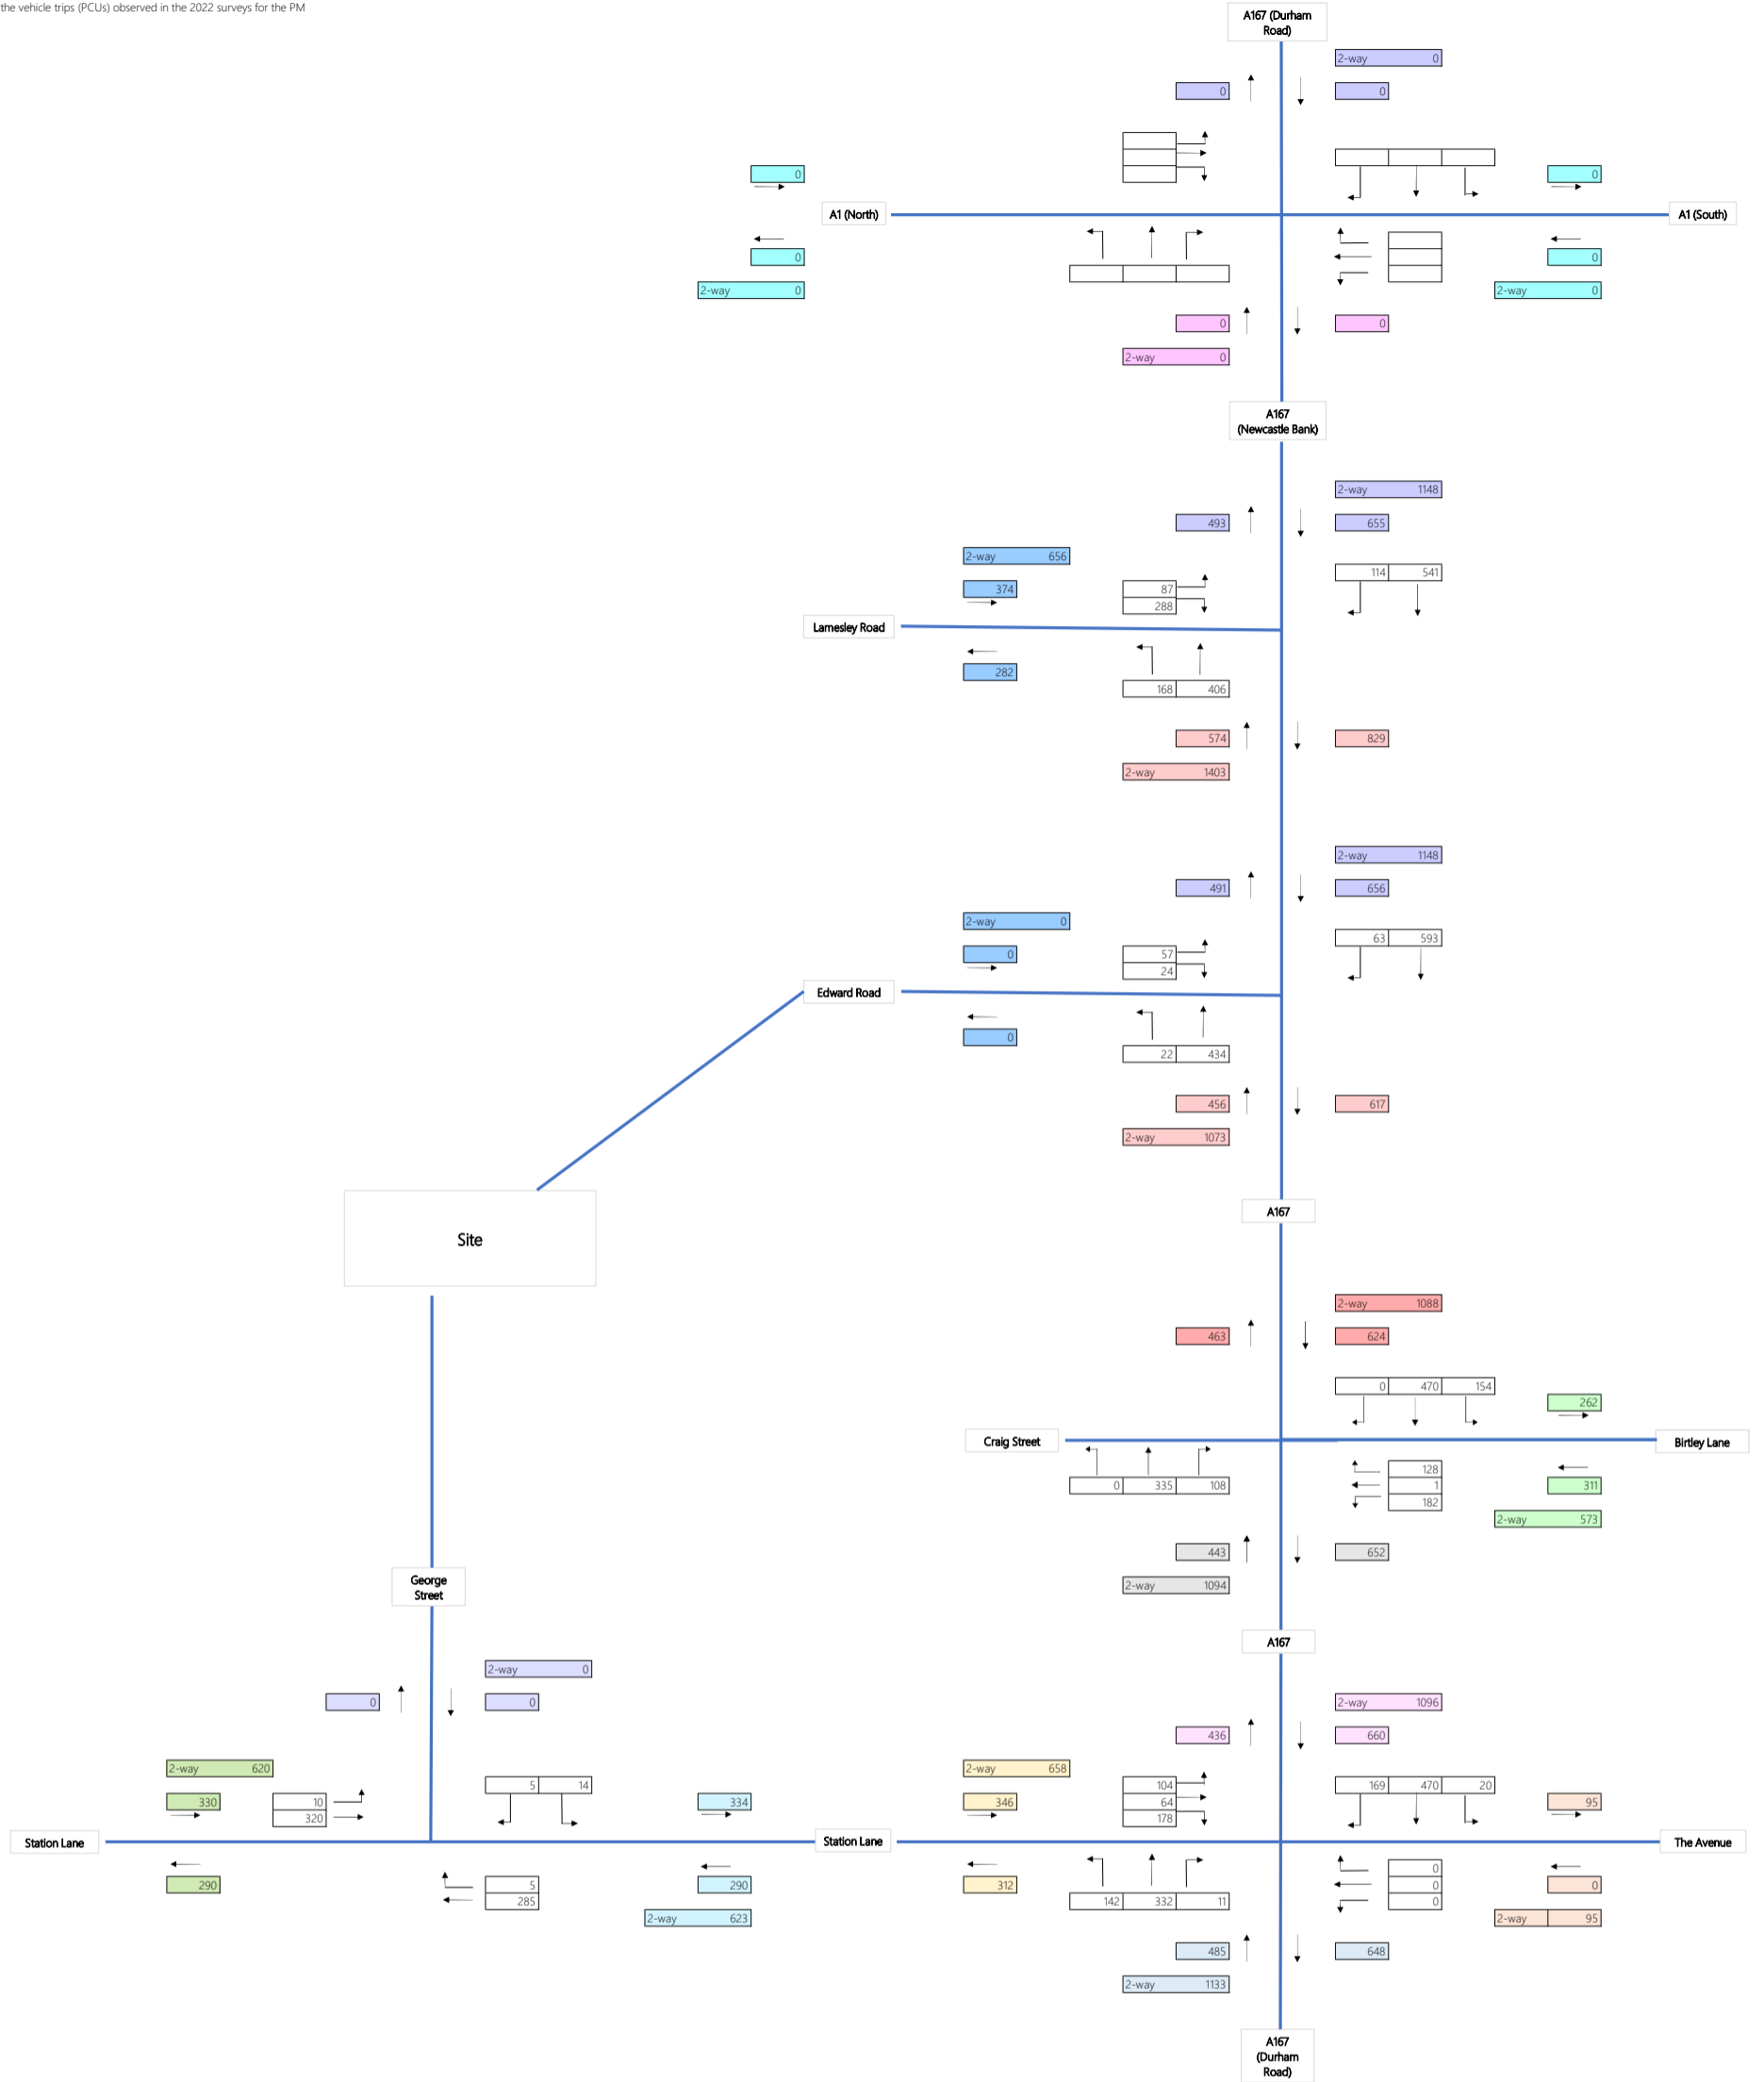 the vehicle trips (PCUs) observed in the 2022 surveys for the PM
A167 (Durham
Road)
2-way 0
0 0
0 0
A1 (North) A1 (South)
0 0
2-way 0 2-way 0
0 0
2-way 0
A167
(Newcastle Bank)
2-way 1148
493 655
2-way 656
114 541
374 87
288
Lamesley Road
282
168 406
574 829
2-way 1403
2-way 1148
491 656
2-way 0
63 593
0 57
24
Edward Road
0
22 434
456 617
2-way 1073
A167
Site
2-way 1088
463 624
0 470 154
262
Craig Street Birtley Lane
128
0 335 108 1 311
182
2-way 573
443 652
2-way 1094
George
Street
A167
2-way 0
0 0
2-way 1096
436 660
2-way 620 2-way 658
5 14 104 169 470 20
330 10 334 346 64 95
320 178
Station Lane Station Lane The Avenue
0
290 5 290 312 0 0
285 142 332 11 0
2-way 623 2-way 95
485 648
2-way 1133
A167
(Durham
Road)